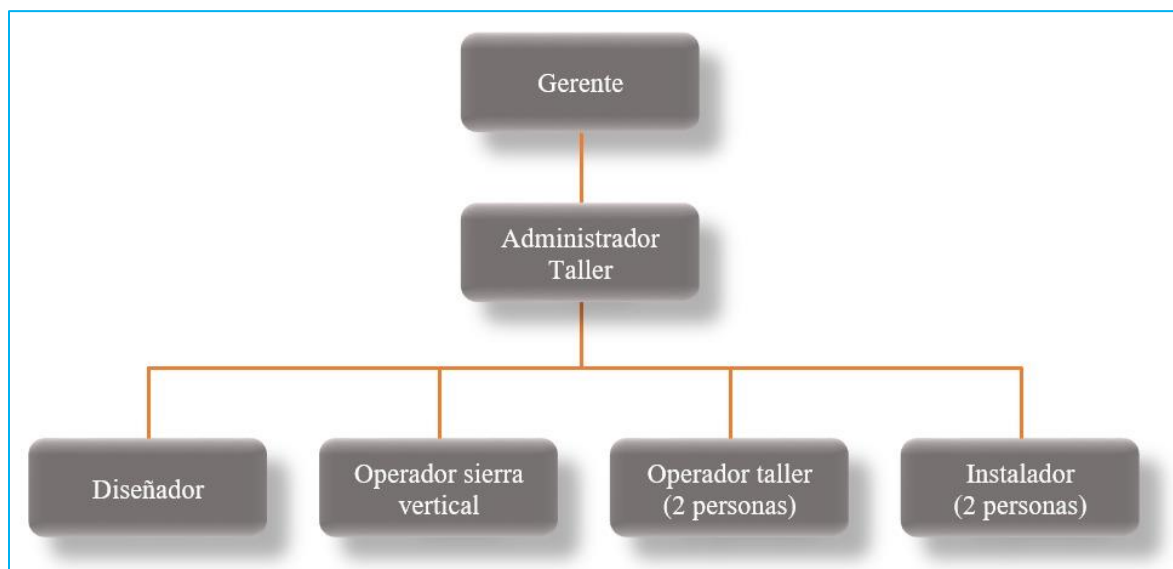 Gerente
Administrador
Taller
Diseñador
Operador sierra
vertical
Operador taller
(2 personas)
Instalador
(2 personas)